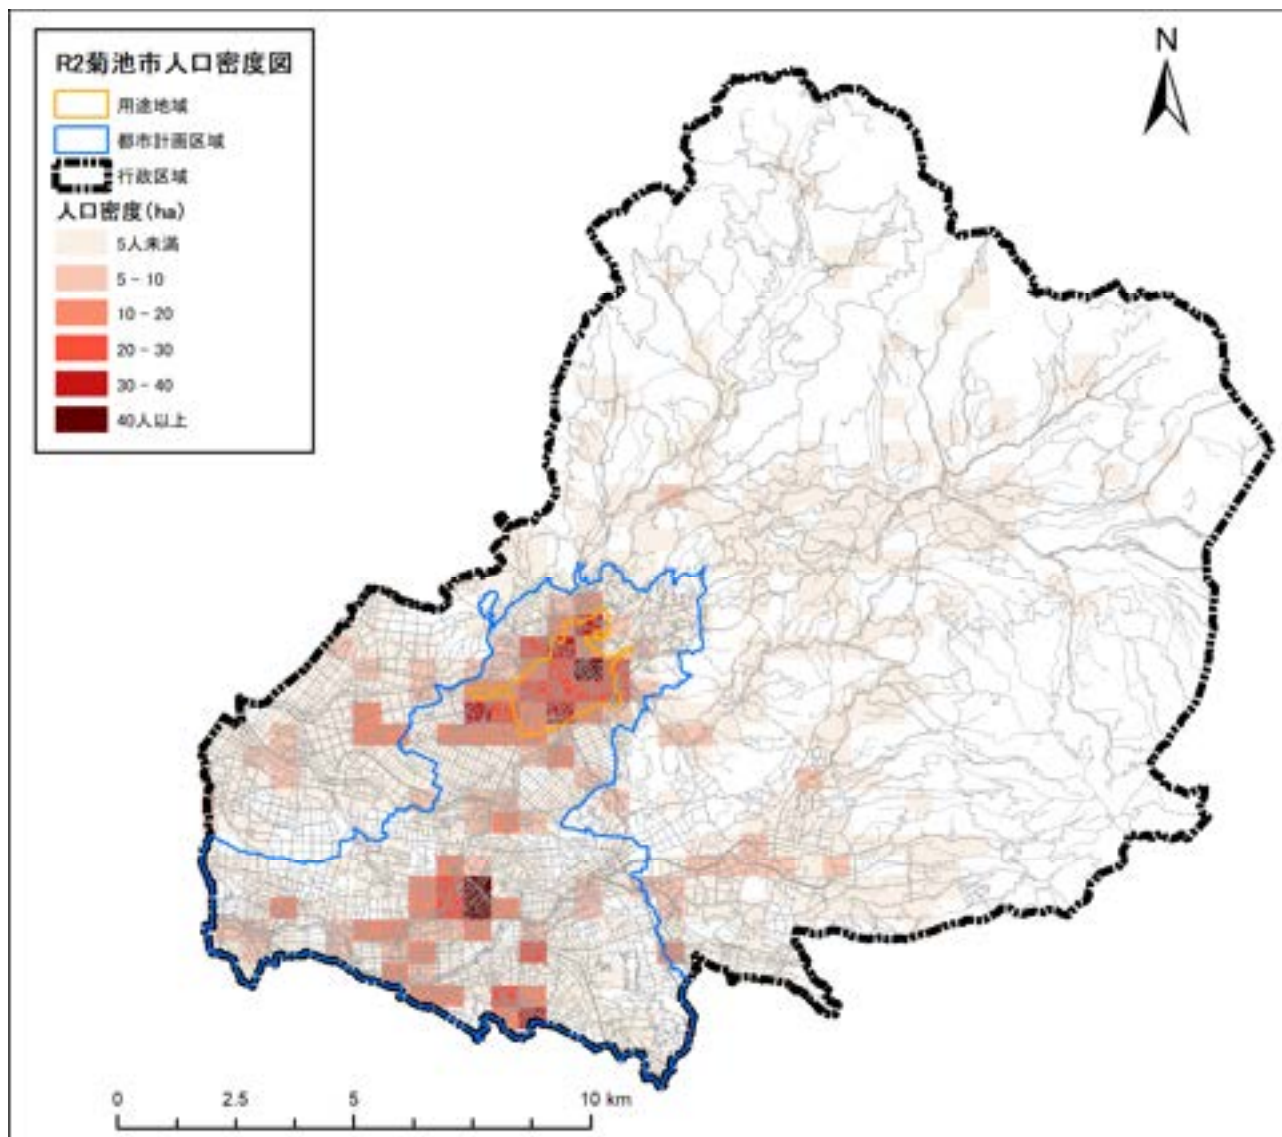 R2菊池市人口密度図
用途地域
都市計画区域
行政区域
人口密度(ha)
5人未満
5 - 10
10 - 20
20 - 30
30 - 40
40人以上
N
0 2.5 5 10 km